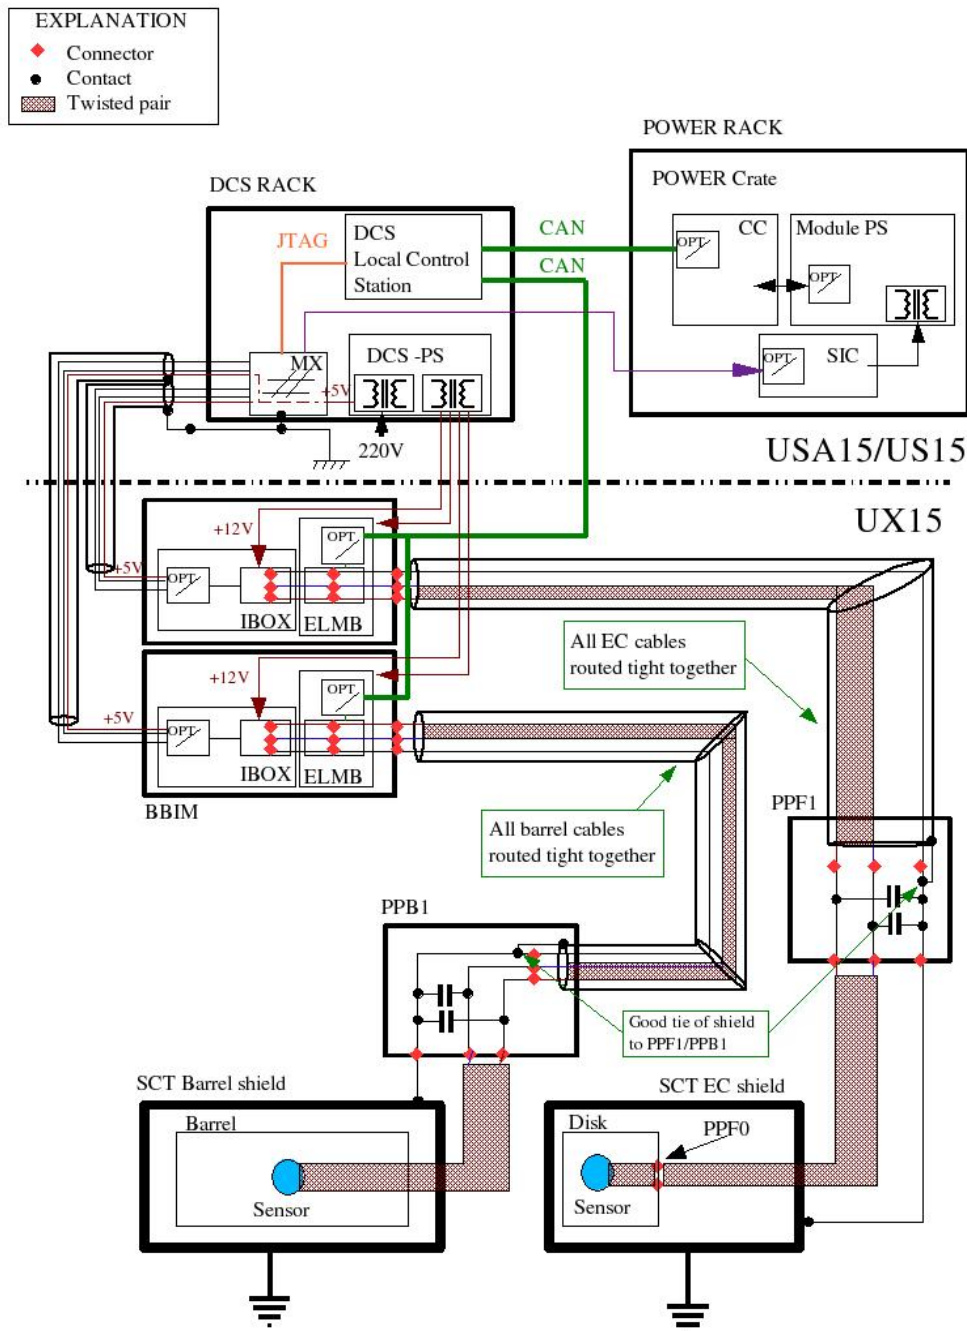 EXPLANATION
Connector
Contact
Twisted pair
POWER RACK
POWER Crate
CC
Module PS
OPT
OPT
OPT
SIC
DCS RACK
DCS
Local Control
Station
JTAG
CAN
CAN
MX
DCS -PS
+5V
220V
USA15/US15
UX15
+12V
OPT
+5V
OPT
IBOX
ELMB
+12V
OPT
+5V
OPT
IBOX
ELMB
BBIM
All EC cables
routed tight together
All barrel cables
routed tight together
PPF1
PPB1
Good tie of shield
to PPF1/PPB1
SCT Barrel shield
Barrel
Sensor
SCT EC shield
Disk
PPF0
Sensor